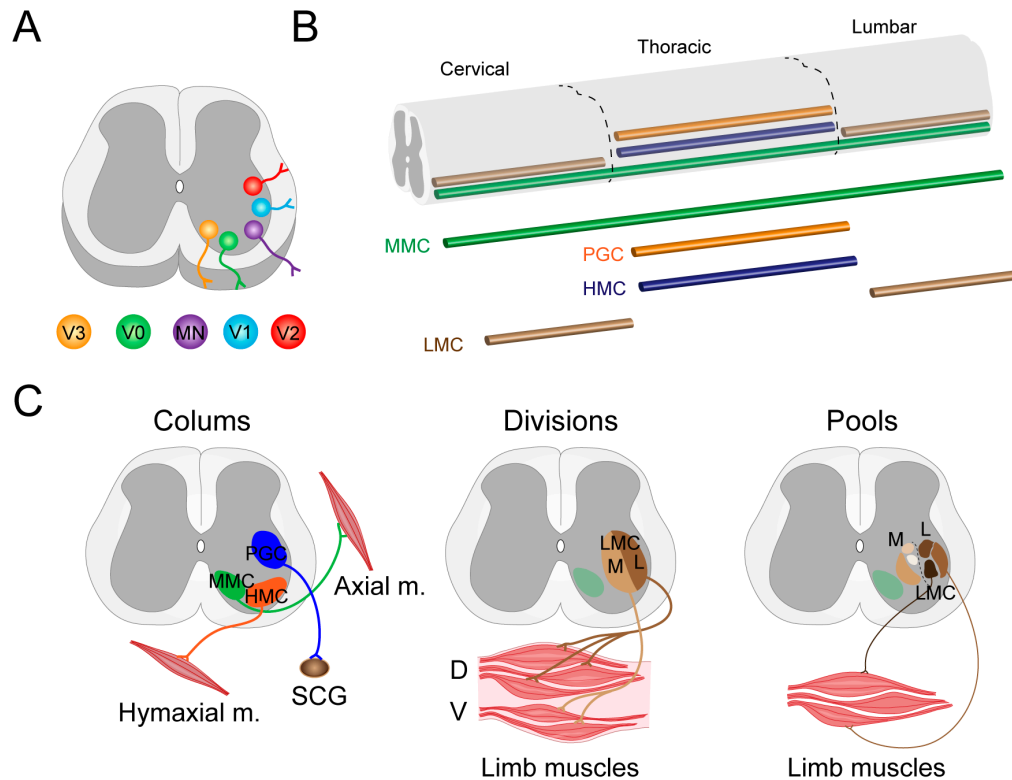 A
V3 V0 MN V1 V2
B
Cervical
Thoracic
Lumbar
MMC
PGC
HMC
LMC
C
Colums
PGC
MMC
HMC
Axial m.
Hymaxial m.
SCG
Divisions
LMC
M L
D
V
Limb muscles
Pools
M L
LMC
Limb muscles